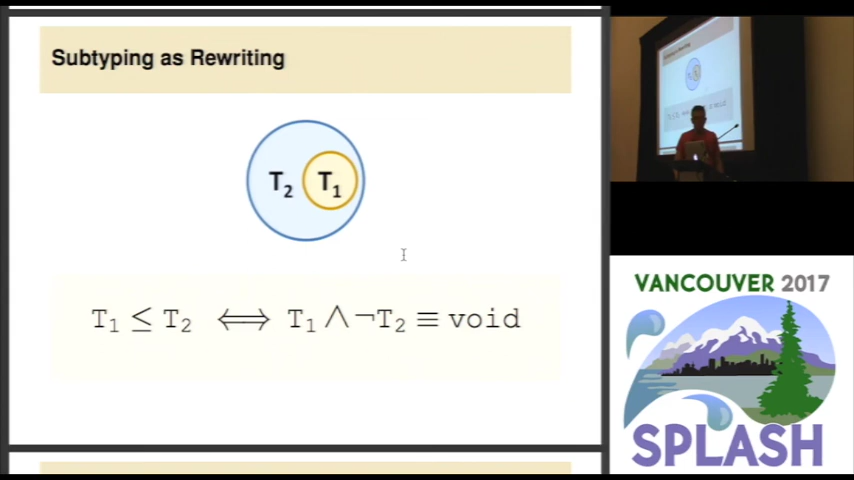 Subtyping as Rewriting
T₂ T₁
T₁ ≤ T₂ ⟺ T₁ ∧ ¬T₂ ≡ void
VANCOUVER 2017
SPLASH